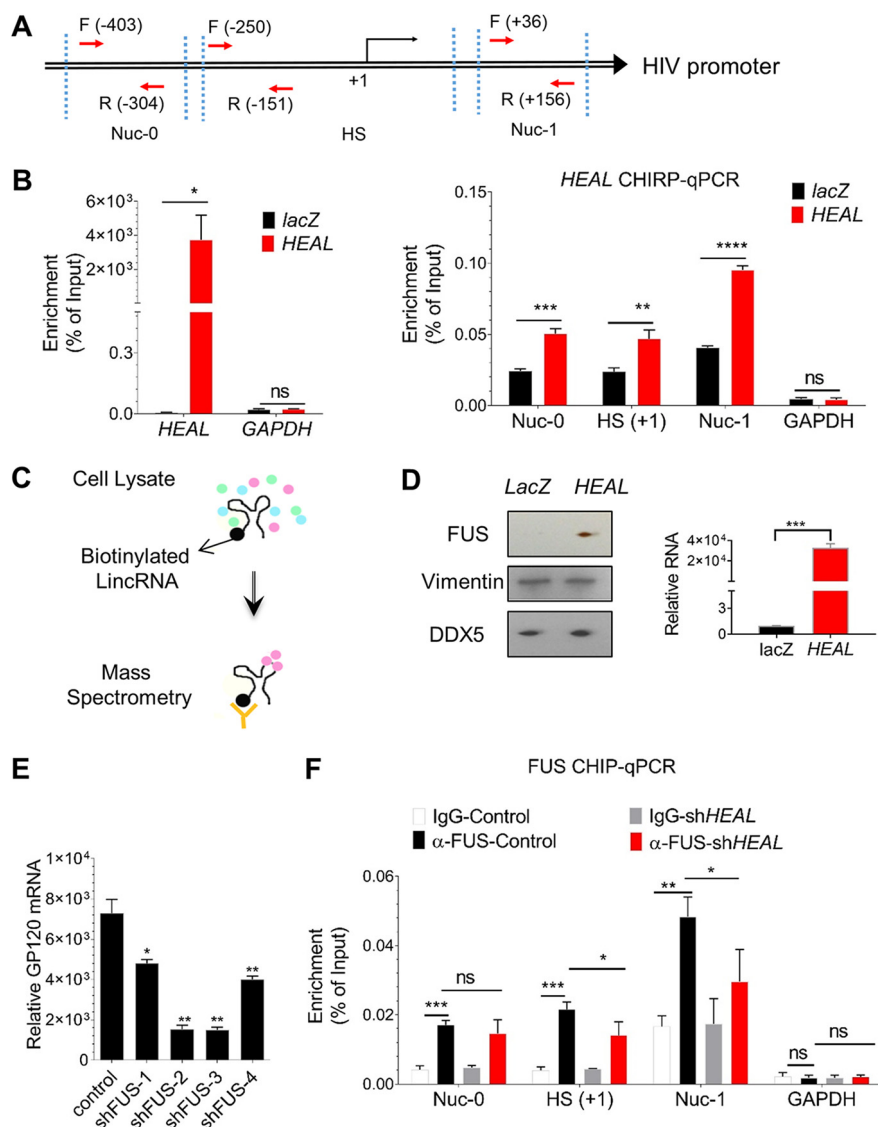 A
F (-403)
F (-250)
F (+36)
+1
HIV promoter
R (-304)
R (-151)
R (+156)
Nuc-0
HS
Nuc-1
B
Enrichment
(% of Input)
6×10³
4×10³
2×10³
0.3
0.0
*
ns
lacZ
HEAL
HEAL
GAPDH
HEAL CHIRP-qPCR
Enrichment
(% of Input)
0.15
0.10
0.05
0.00
***
**
****
ns
lacZ
HEAL
Nuc-0
HS (+1)
Nuc-1
GAPDH
C
Cell Lysate
Biotinylated
LincRNA
Mass
Spectrometry
D
LacZ
HEAL
FUS
Vimentin
DDX5
Relative RNA
4×10⁴
2×10⁴
3
0
***
lacZ
HEAL
E
Relative GP120 mRNA
1×10⁴
8×10³
6×10³
4×10³
2×10³
0
*
**
**
**
control
shFUS-1
shFUS-2
shFUS-3
shFUS-4
F
FUS CHIP-qPCR
IgG-Control
IgG-shHEAL
α-FUS-Control
α-FUS-shHEAL
Enrichment
(% of Input)
0.06
0.04
0.02
0.00
***
ns
***
*
**
*
ns
ns
Nuc-0
HS (+1)
Nuc-1
GAPDH